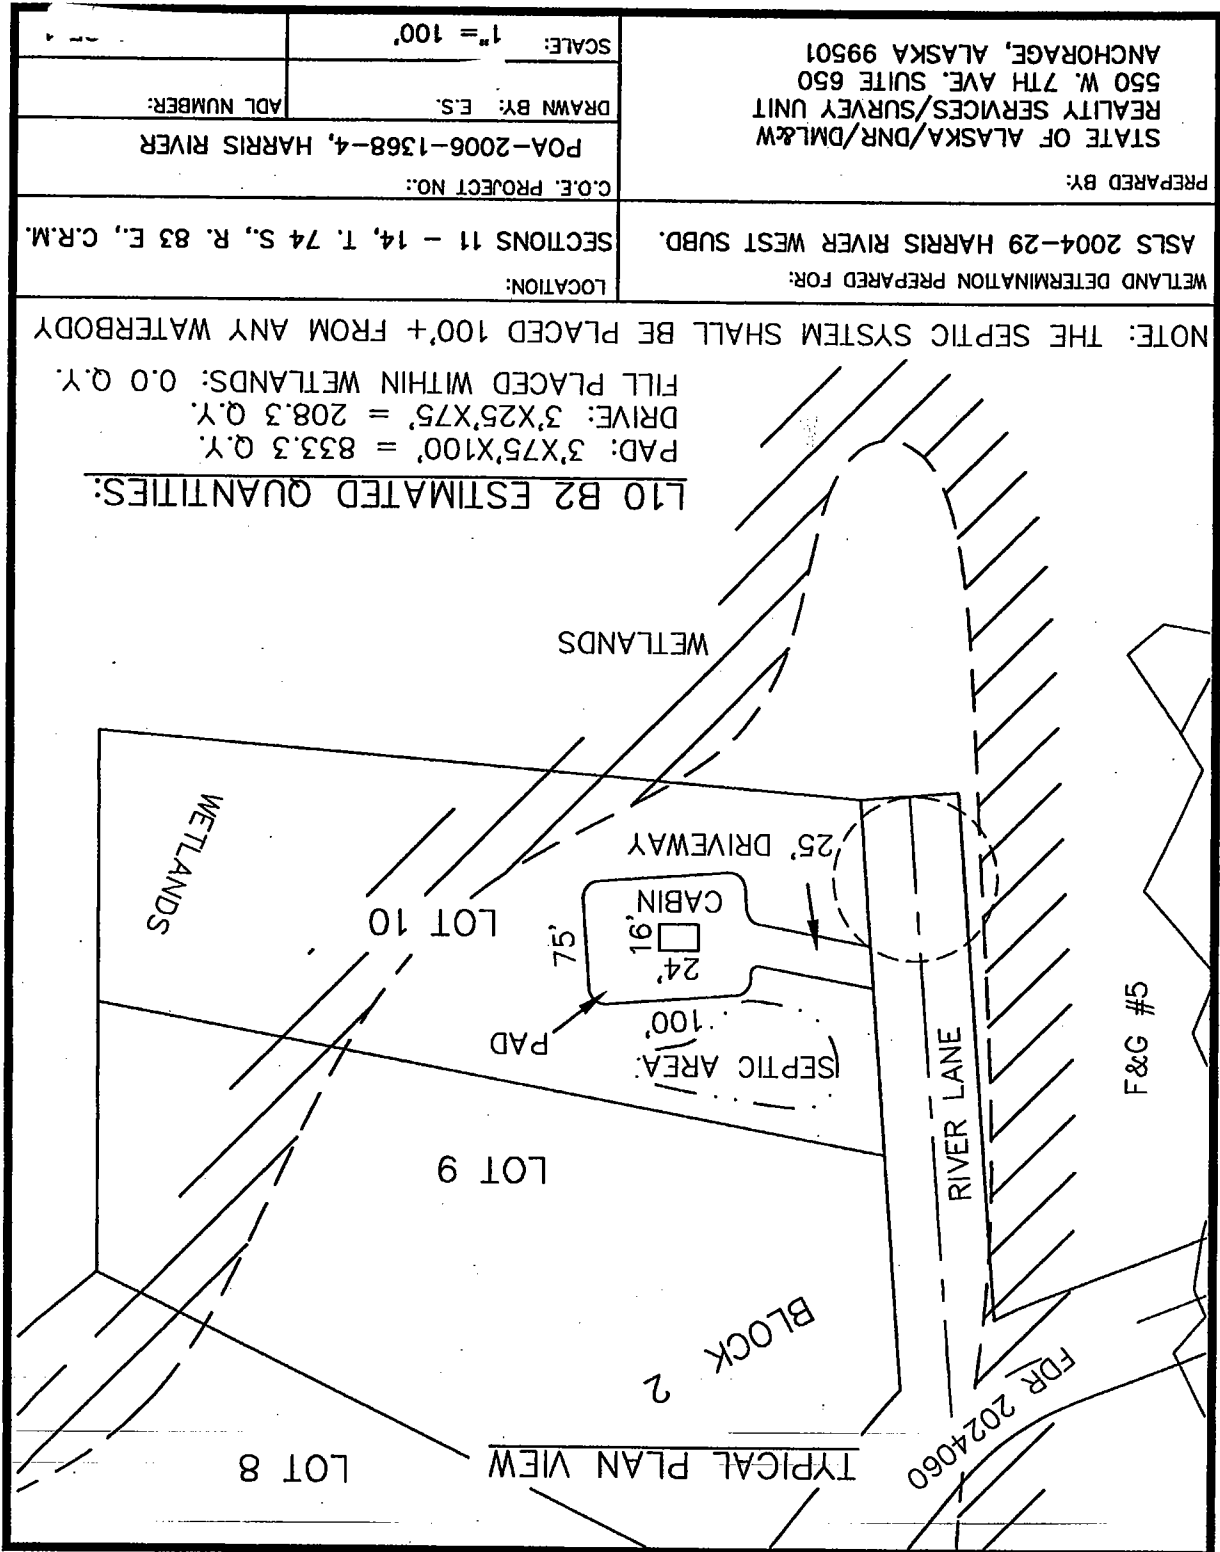 TYPICAL PLAN VIEW
LOT 8
FDR 2024060
BLOCK 2
LOT 9
RIVER LANE
F&G #5
SEPTIC AREA:
100'
PAD
24'
16'
CABIN
75'
LOT 10
25' DRIVEWAY
WETLANDS
WETLANDS
L10 B2 ESTIMATED QUANTITIES:
PAD: 3'X75'X100' = 833.3 Q.Y.
DRIVE: 3'X25'X75' = 208.3 Q.Y.
FILL PLACED WITHIN WETLANDS: 0.0 Q.Y.
NOTE: THE SEPTIC SYSTEM SHALL BE PLACED 100'+ FROM ANY WATERBODY
WETLAND DETERMINATION PREPARED FOR:
ASLS 2004-29 HARRIS RIVER WEST SUBD.
LOCATION:
SECTIONS 11 - 14, T. 74 S., R. 83 E., C.R.M.
PREPARED BY:
STATE OF ALASKA/DNR/DML&W
REALITY SERVICES/SURVEY UNIT
550 W. 7TH AVE. SUITE 650
ANCHORAGE, ALASKA 99501
C.O.E. PROJECT NO.:
POA-2006-1368-4, HARRIS RIVER
DRAWN BY: E.S.
ADL NUMBER:
SCALE: 1"= 100'